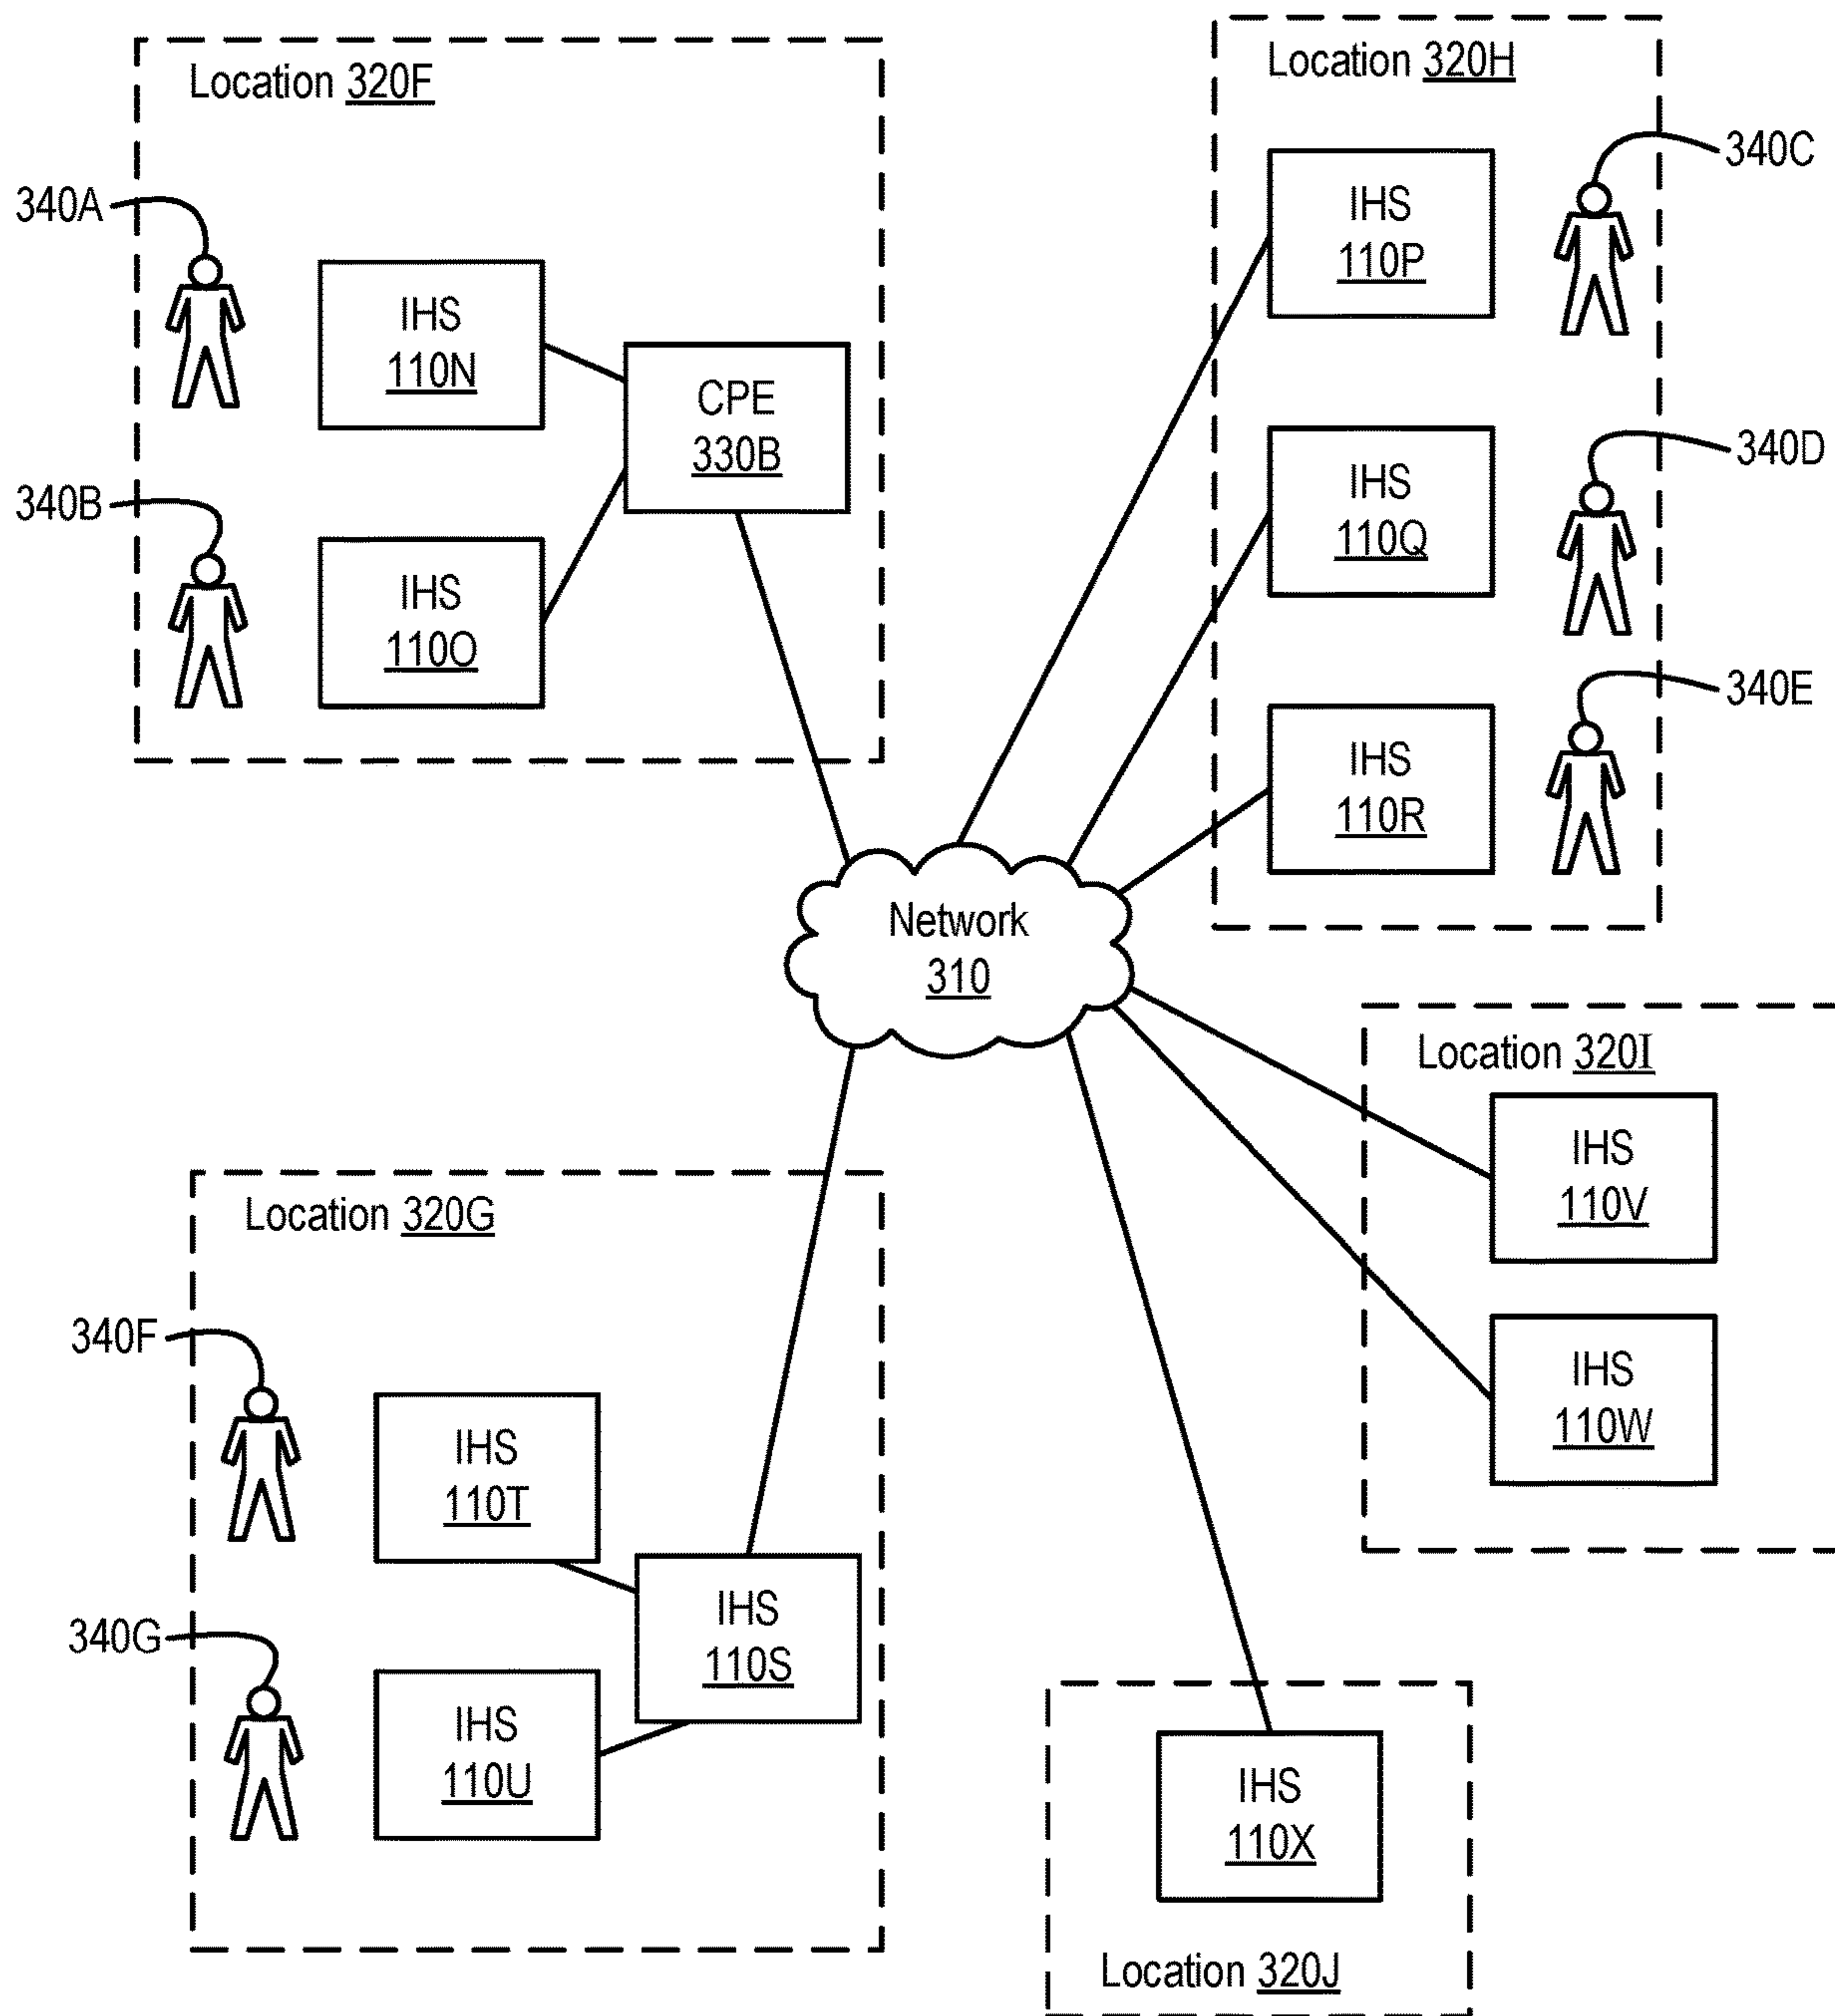 Location 320F
340A
IHS
110N
CPE
330B
340B
IHS
110O
Location 320H
IHS
110P
340C
IHS
110Q
340D
IHS
110R
340E
Network
310
Location 320I
IHS
110V
IHS
110W
Location 320G
340F
IHS
110T
IHS
110S
340G
IHS
110U
IHS
110X
Location 320J